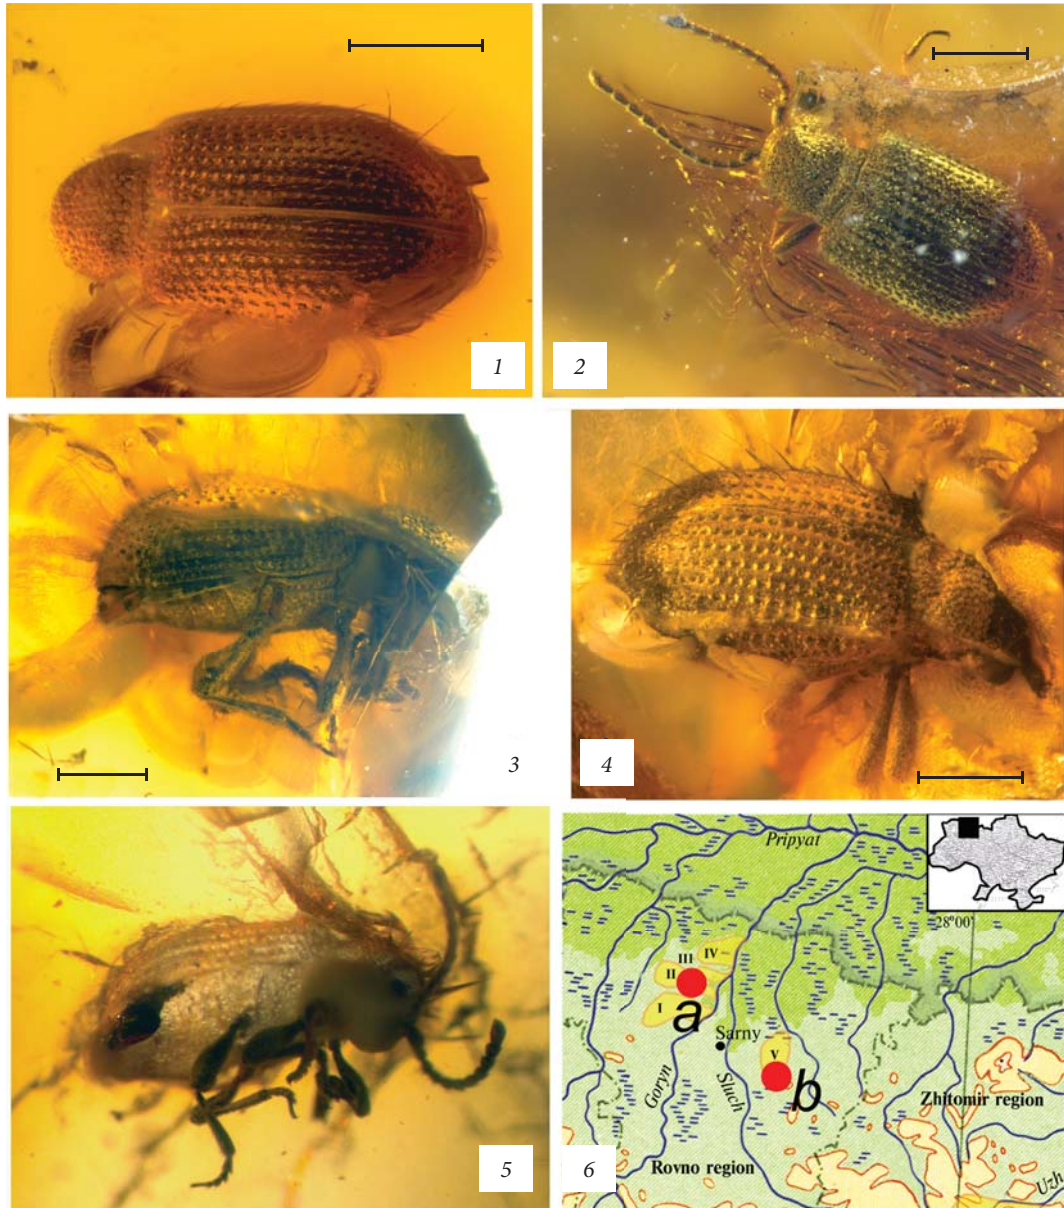 1
2
3
4
5
6
Pripyat
28°00'
IV
III
II
I
a
Sarny
V
b
Goryn
Sluch
Zhitomir region
Rovno region
Uzh